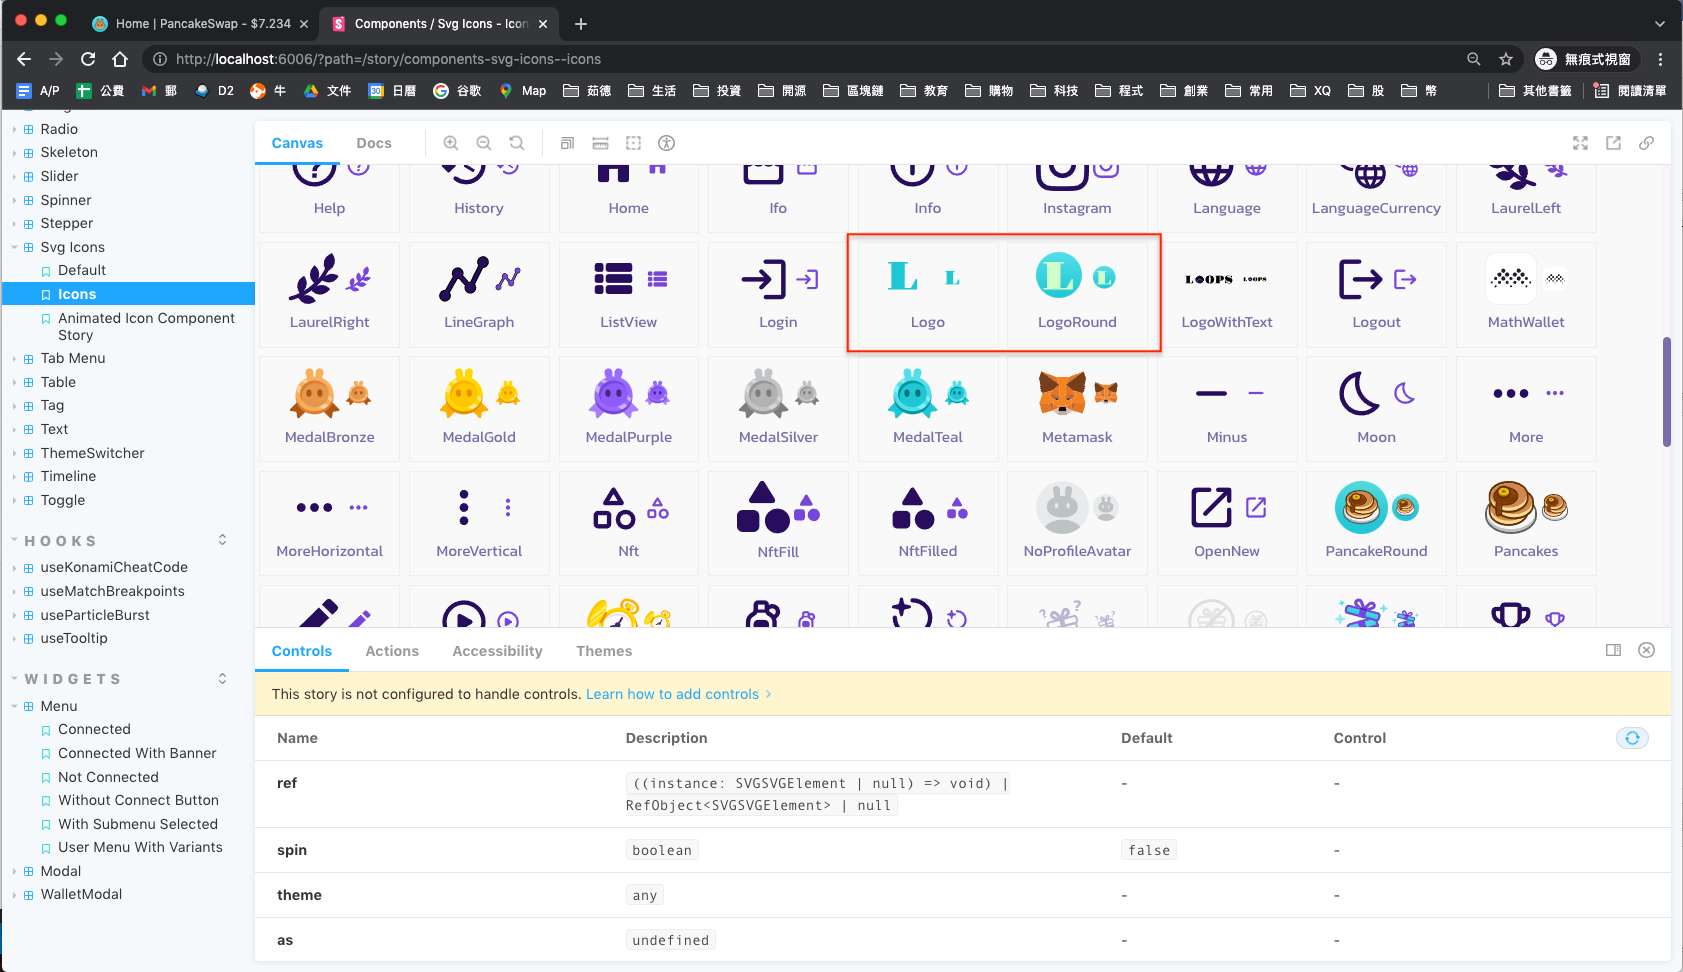 Home | PancakeSwap - $7.234
Components / Svg Icons - Icon
http://localhost:6006/?path=/story/components-svg-icons--icons
無痕式視窗
A/P 公費 郵 D2 牛 文件 日曆 谷歌 Map 茹德 生活 投資 開源 區塊鏈 教育 購物 科技 程式 創業 常用 XQ 股 幣 其他書籤 閱讀清單
Radio
Skeleton
Slider
Spinner
Stepper
Svg Icons
Default
Icons
Animated Icon Component
Story
Tab Menu
Table
Tag
Text
ThemeSwitcher
Timeline
Toggle
HOOKS
useKonamiCheatCode
useMatchBreakpoints
useParticleBurst
useTooltip
WIDGETS
Menu
Connected
Connected With Banner
Not Connected
Without Connect Button
With Submenu Selected
User Menu With Variants
Modal
WalletModal
Canvas Docs
Help History Home Ifo Info Instagram Language LanguageCurrency LaurelLeft
L L L L LOOPS LOOPS
LaurelRight LineGraph ListView Login Logo LogoRound LogoWithText Logout MathWallet
MedalBronze MedalGold MedalPurple MedalSilver MedalTeal Metamask Minus Moon More
MoreHorizontal MoreVertical Nft NftFill NftFilled NoProfileAvatar OpenNew PancakeRound Pancakes
Controls Actions Accessibility Themes
This story is not configured to handle controls. Learn how to add controls
Name Description Default Control
ref ((instance: SVGSVGElement | null) => void) | - -
RefObject<SVGSVGElement> | null
spin boolean false -
theme any - -
as undefined - -